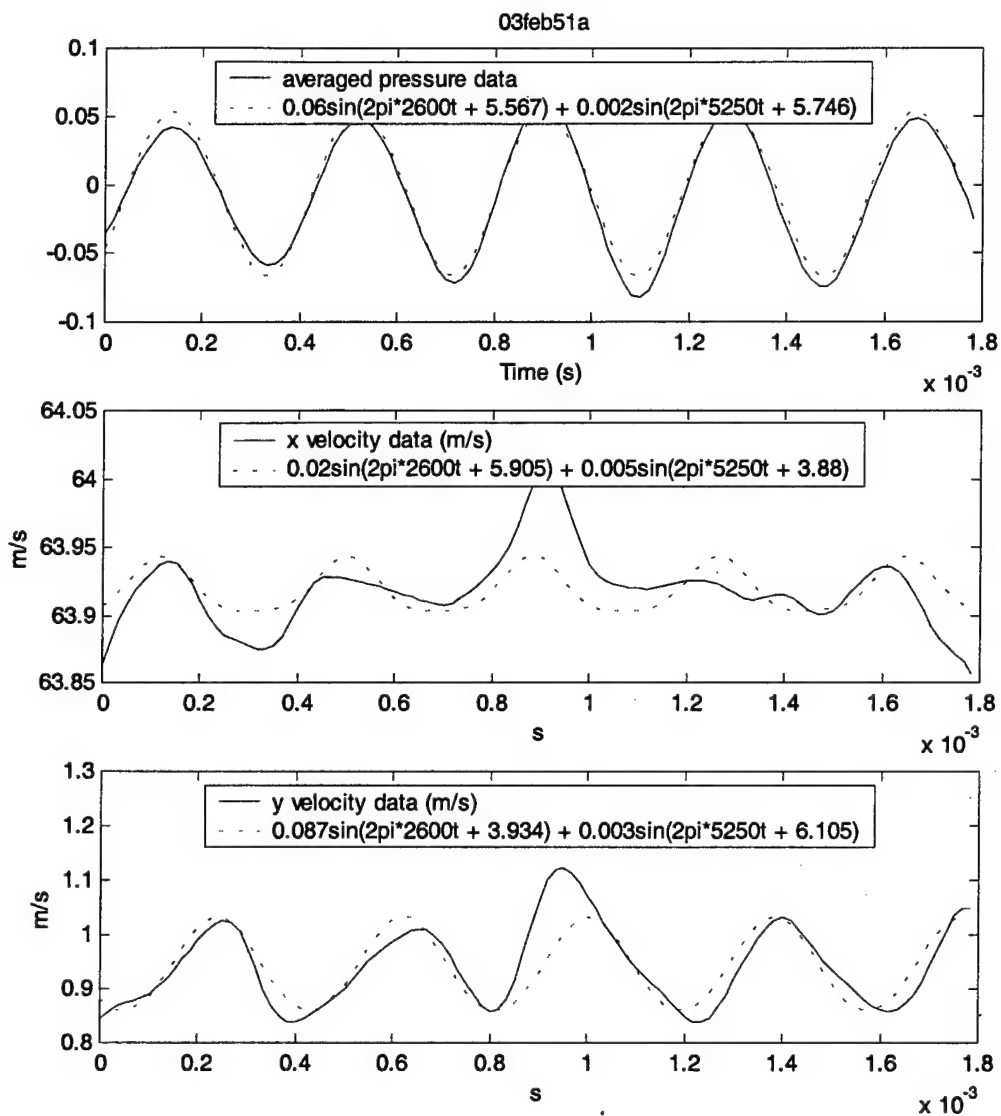 03feb51a
0.1
averaged pressure data
0.06sin(2pi*2600t + 5.567) + 0.002sin(2pi*5250t + 5.746)
0.05
0
-0.05
-0.1
0 0.2 0.4 0.6 0.8 1 1.2 1.4 1.6 1.8
Time (s)
x 10-3
64.05
x velocity data (m/s)
0.02sin(2pi*2600t + 5.905) + 0.005sin(2pi*5250t + 3.88)
64
m/s
63.95
63.9
63.85
0 0.2 0.4 0.6 0.8 1 1.2 1.4 1.6 1.8
s
x 10-3
1.3
y velocity data (m/s)
0.087sin(2pi*2600t + 3.934) + 0.003sin(2pi*5250t + 6.105)
1.2
1.1
m/s
1
0.9
0.8
0 0.2 0.4 0.6 0.8 1 1.2 1.4 1.6 1.8
s
x 10-3